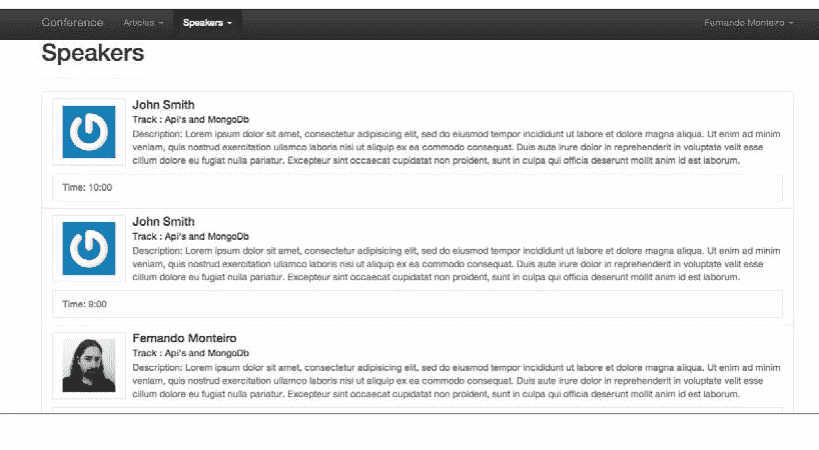 Conference Articles Speakers Fernando Monteiro
Speakers
John Smith
Track : Api's and MongoDb
Description: Lorem ipsum dolor sit amet, consectetur adipisicing elit, sed do eiusmod tempor incididunt ut labore et dolore magna aliqua. Ut enim ad minim
veniam, quis nostrud exercitation ullamco laboris nisi ut aliquip ex ea commodo consequat. Duis aute irure dolor in reprehenderit in voluptate velit esse
cillum dolore eu fugiat nulla pariatur. Excepteur sint occaecat cupidatat non proident, sunt in culpa qui officia deserunt mollit anim id est laborum.
Time: 10:00
John Smith
Track : Api's and MongoDb
Description: Lorem ipsum dolor sit amet, consectetur adipisicing elit, sed do eiusmod tempor incididunt ut labore et dolore magna aliqua. Ut enim ad minim
veniam, quis nostrud exercitation ullamco laboris nisi ut aliquip ex ea commodo consequat. Duis aute irure dolor in reprehenderit in voluptate velit esse
cillum dolore eu fugiat nulla pariatur. Excepteur sint occaecat cupidatat non proident, sunt in culpa qui officia deserunt mollit anim id est laborum.
Time: 9:00
Fernando Monteiro
Track : Api's and MongoDb
Description: Lorem ipsum dolor sit amet, consectetur adipisicing elit, sed do eiusmod tempor incididunt ut labore et dolore magna aliqua. Ut enim ad minim
veniam, quis nostrud exercitation ullamco laboris nisi ut aliquip ex ea commodo consequat. Duis aute irure dolor in reprehenderit in voluptate velit esse
cillum dolore eu fugiat nulla pariatur. Excepteur sint occaecat cupidatat non proident, sunt in culpa qui officia deserunt mollit anim id est laborum.